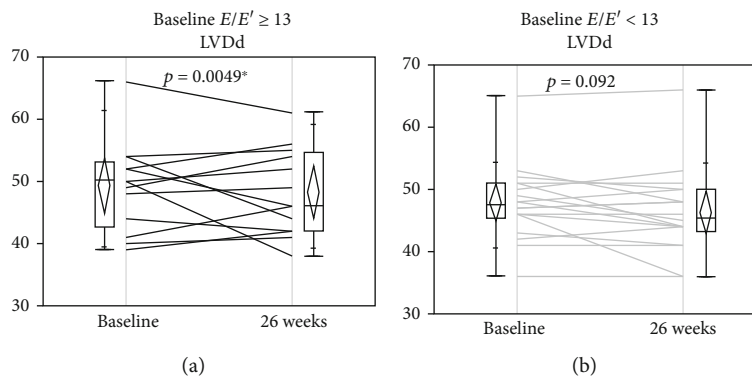 Baseline E/E′ ≥ 13
LVDd
p = 0.0049*
70
60
50
40
30
Baseline
26 weeks
(a)
Baseline E/E′ < 13
LVDd
p = 0.092
70
60
50
40
30
Baseline
26 weeks
(b)